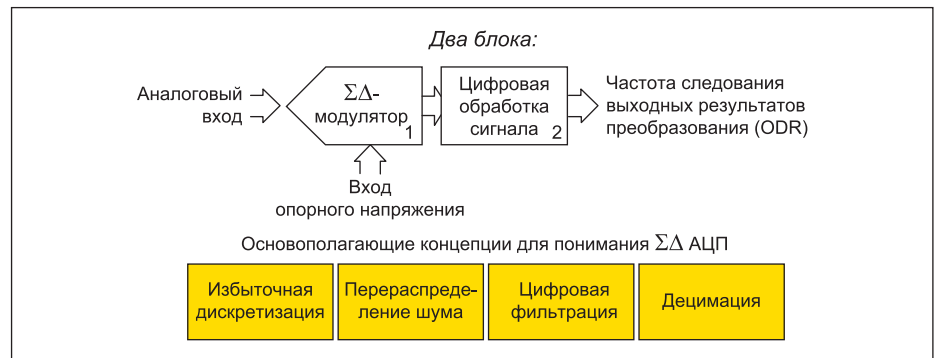 Два блока:
Аналоговый
вход
ΣΔ-
модулятор
1
Цифровая
обработка
сигнала
2
Частота следования
выходных результатов
преобразования (ODR)
Вход
опорного напряжения
Основополагающие концепции для понимания ΣΔ АЦП
Избыточная
дискретизация
Перераспреде-
ление шума
Цифровая
фильтрация
Децимация